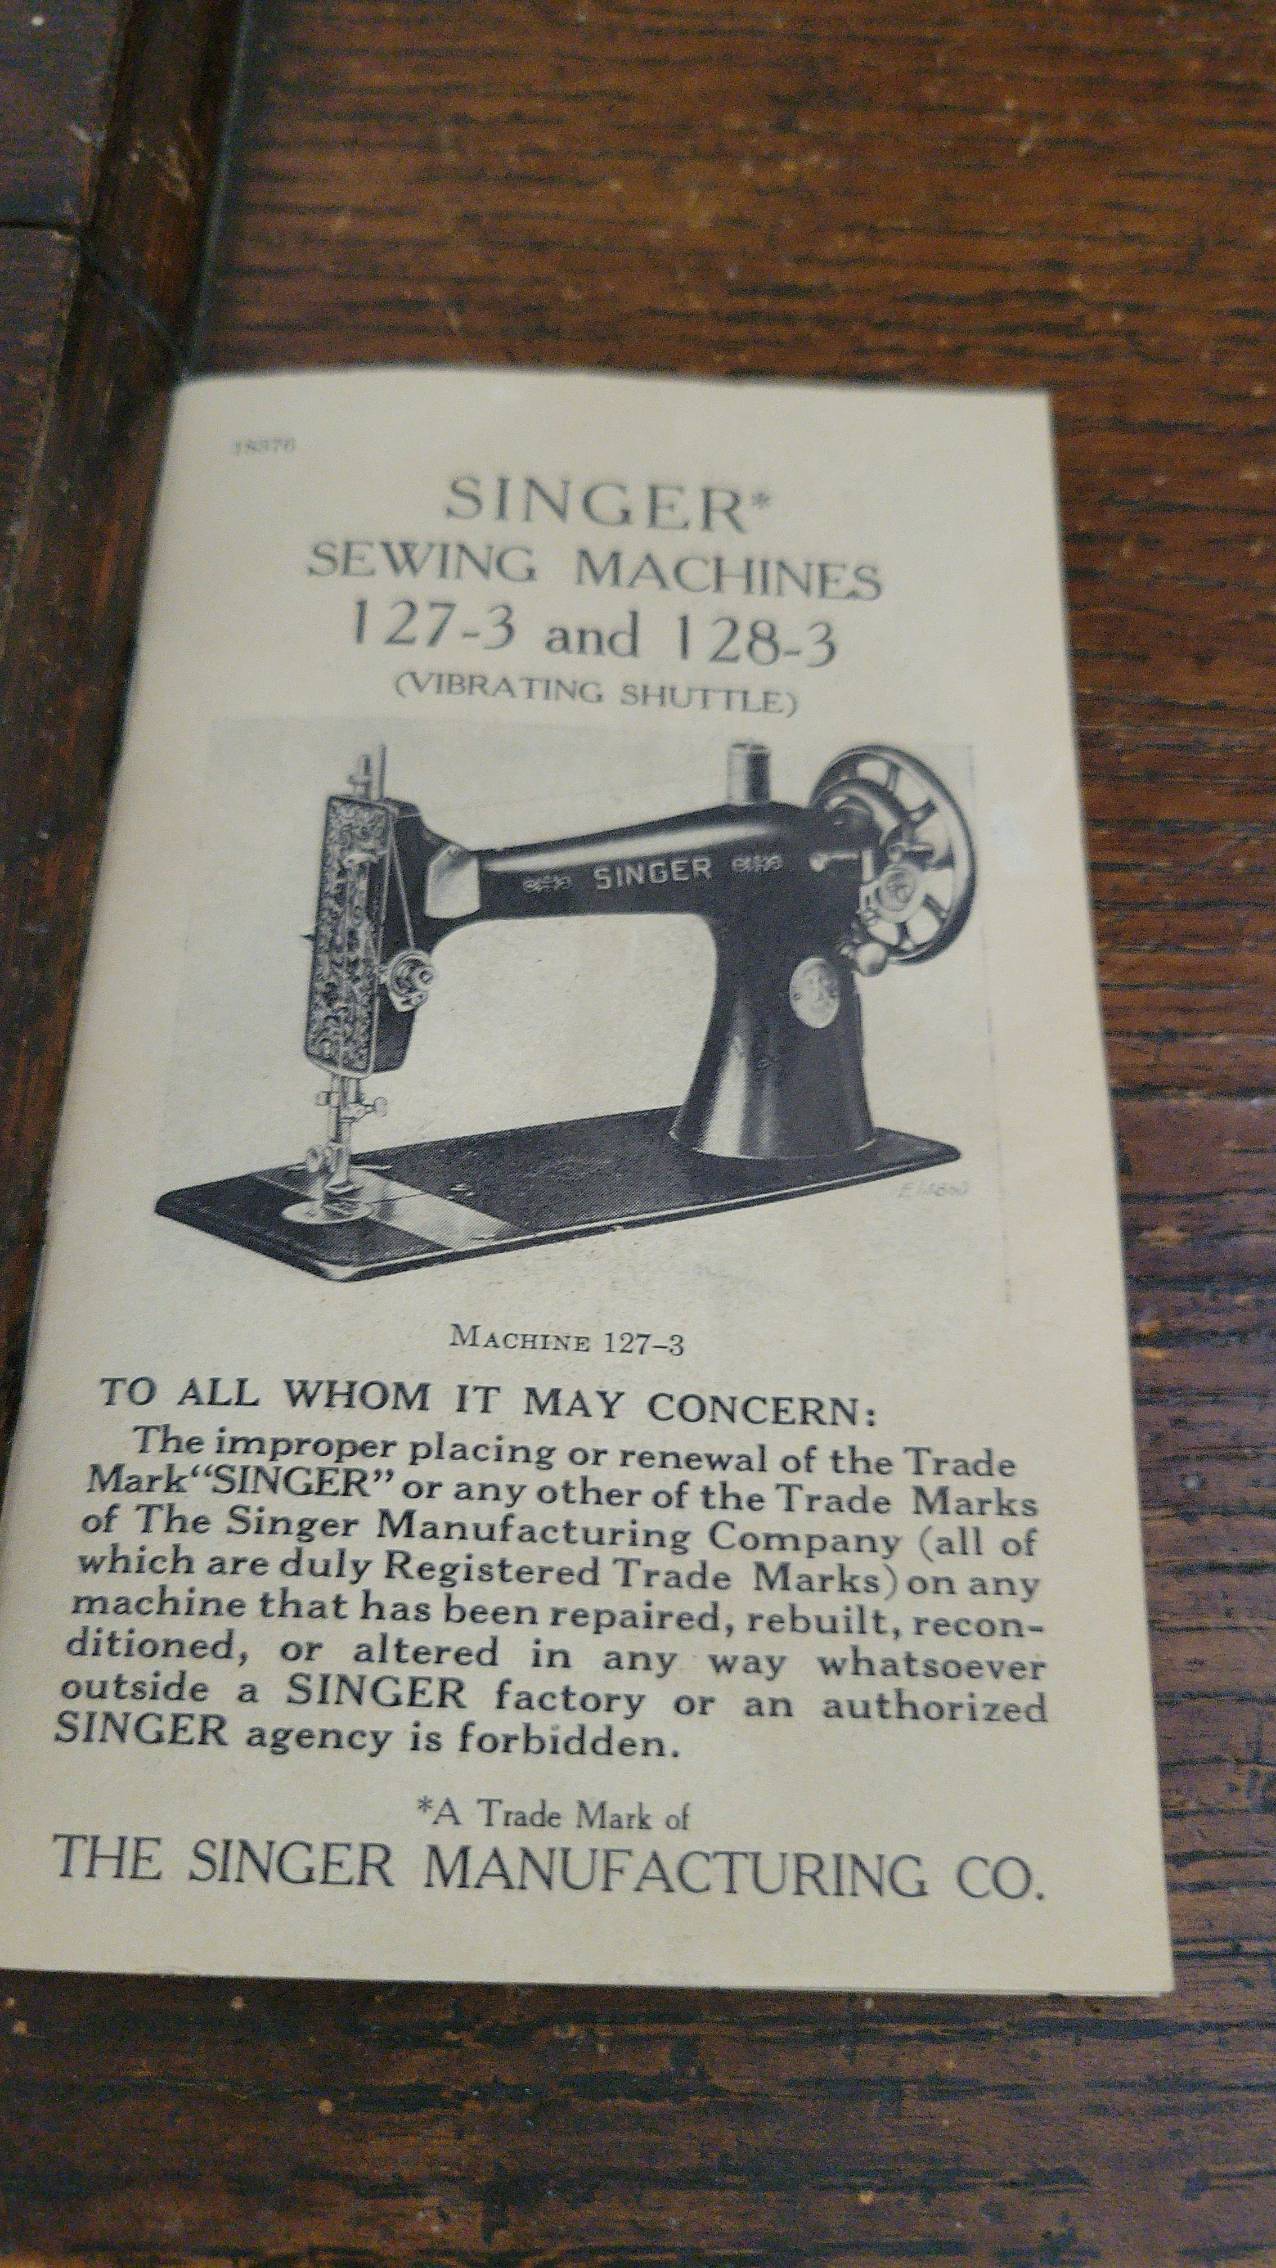 18376
SINGER*
SEWING MACHINES
127-3 and 128-3
(VIBRATING SHUTTLE)
SINGER
MACHINE 127-3
TO ALL WHOM IT MAY CONCERN:
The improper placing or renewal of the Trade
Mark "SINGER" or any other of the Trade Marks
of The Singer Manufacturing Company (all of
which are duly Registered Trade Marks) on any
machine that has been repaired, rebuilt, recon-
ditioned, or altered in any way whatsoever
outside a SINGER factory or an authorized
SINGER agency is forbidden.
*A Trade Mark of
THE SINGER MANUFACTURING CO.